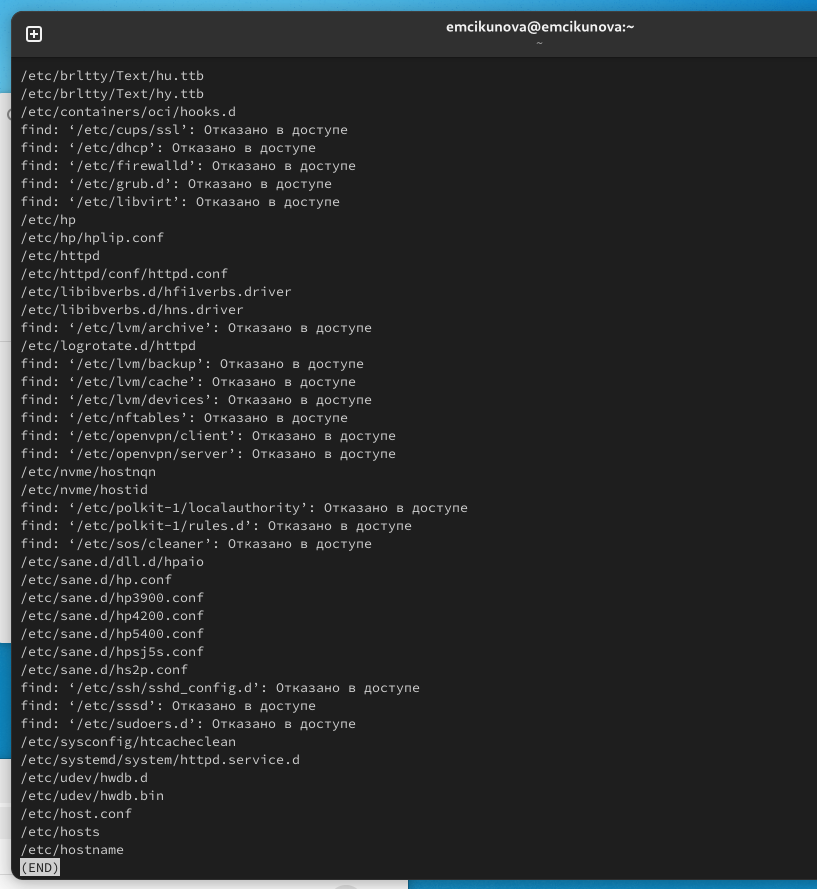 emcikunova@emcikunova:~
~
/etc/brltty/Text/hu.ttb
/etc/brltty/Text/hy.ttb
/etc/containers/oci/hooks.d
find: ‘/etc/cups/ssl’: Отказано в доступе
find: ‘/etc/dhcp’: Отказано в доступе
find: ‘/etc/firewalld’: Отказано в доступе
find: ‘/etc/grub.d’: Отказано в доступе
find: ‘/etc/libvirt’: Отказано в доступе
/etc/hp
/etc/hp/hplip.conf
/etc/httpd
/etc/httpd/conf/httpd.conf
/etc/libibverbs.d/hfi1verbs.driver
/etc/libibverbs.d/hns.driver
find: ‘/etc/lvm/archive’: Отказано в доступе
/etc/logrotate.d/httpd
find: ‘/etc/lvm/backup’: Отказано в доступе
find: ‘/etc/lvm/cache’: Отказано в доступе
find: ‘/etc/lvm/devices’: Отказано в доступе
find: ‘/etc/nftables’: Отказано в доступе
find: ‘/etc/openvpn/client’: Отказано в доступе
find: ‘/etc/openvpn/server’: Отказано в доступе
/etc/nvme/hostnqn
/etc/nvme/hostid
find: ‘/etc/polkit-1/localauthority’: Отказано в доступе
find: ‘/etc/polkit-1/rules.d’: Отказано в доступе
find: ‘/etc/sos/cleaner’: Отказано в доступе
/etc/sane.d/dll.d/hpaio
/etc/sane.d/hp.conf
/etc/sane.d/hp3900.conf
/etc/sane.d/hp4200.conf
/etc/sane.d/hp5400.conf
/etc/sane.d/hpsj5s.conf
/etc/sane.d/hs2p.conf
find: ‘/etc/ssh/sshd_config.d’: Отказано в доступе
find: ‘/etc/sssd’: Отказано в доступе
find: ‘/etc/sudoers.d’: Отказано в доступе
/etc/sysconfig/htcacheclean
/etc/systemd/system/httpd.service.d
/etc/udev/hwdb.d
/etc/udev/hwdb.bin
/etc/host.conf
/etc/hosts
/etc/hostname
(END)